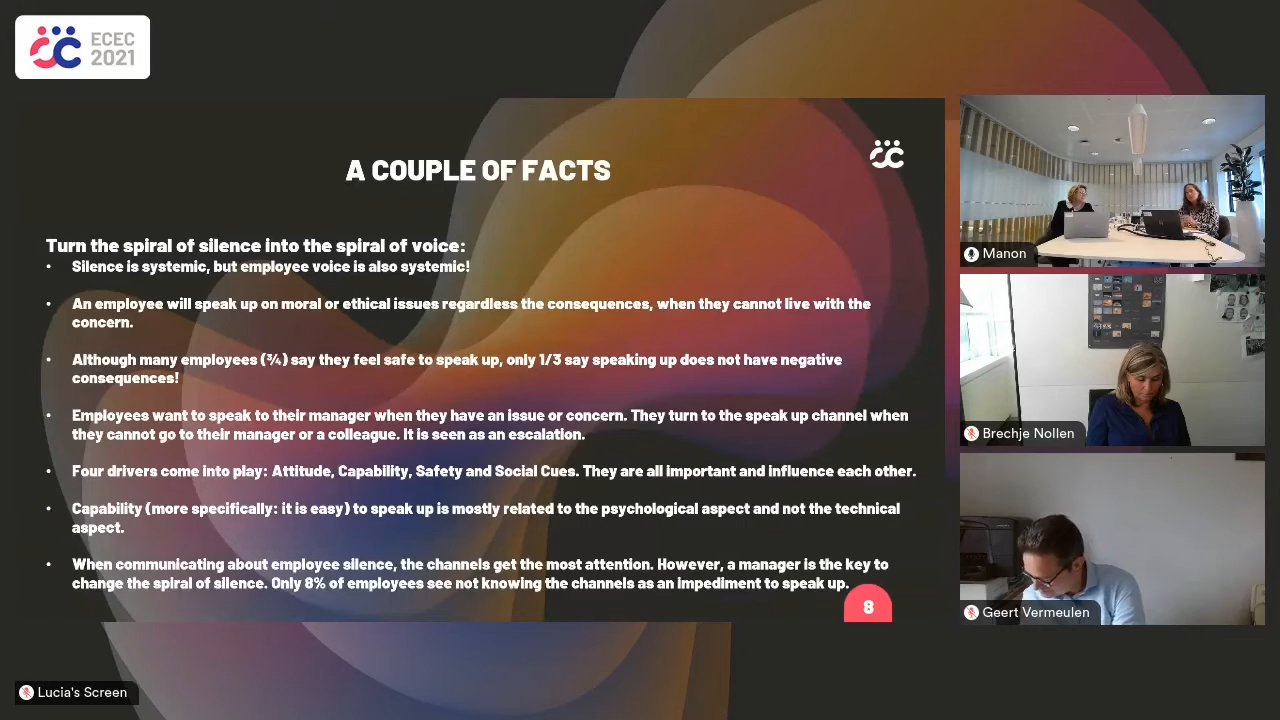 ECEC
2021
A COUPLE OF FACTS
Turn the spiral of silence into the spiral of voice:
• Silence is systemic, but employee voice is also systemic!
• An employee will speak up on moral or ethical issues regardless the consequences, when they cannot live with the
concern.
• Although many employees (¾) say they feel safe to speak up, only 1/3 say speaking up does not have negative
consequences!
• Employees want to speak to their manager when they have an issue or concern. They turn to the speak up channel when
they cannot go to their manager or a colleague. It is seen as an escalation.
• Four drivers come into play: Attitude, Capability, Safety and Social Cues. They are all important and influence each other.
• Capability (more specifically: it is easy) to speak up is mostly related to the psychological aspect and not the technical
aspect.
• When communicating about employee silence, the channels get the most attention. However, a manager is the key to
change the spiral of silence. Only 8% of employees see not knowing the channels as an impediment to speak up.
8
Manon
Brechje Nollen
Geert Vermeulen
Lucia's Screen